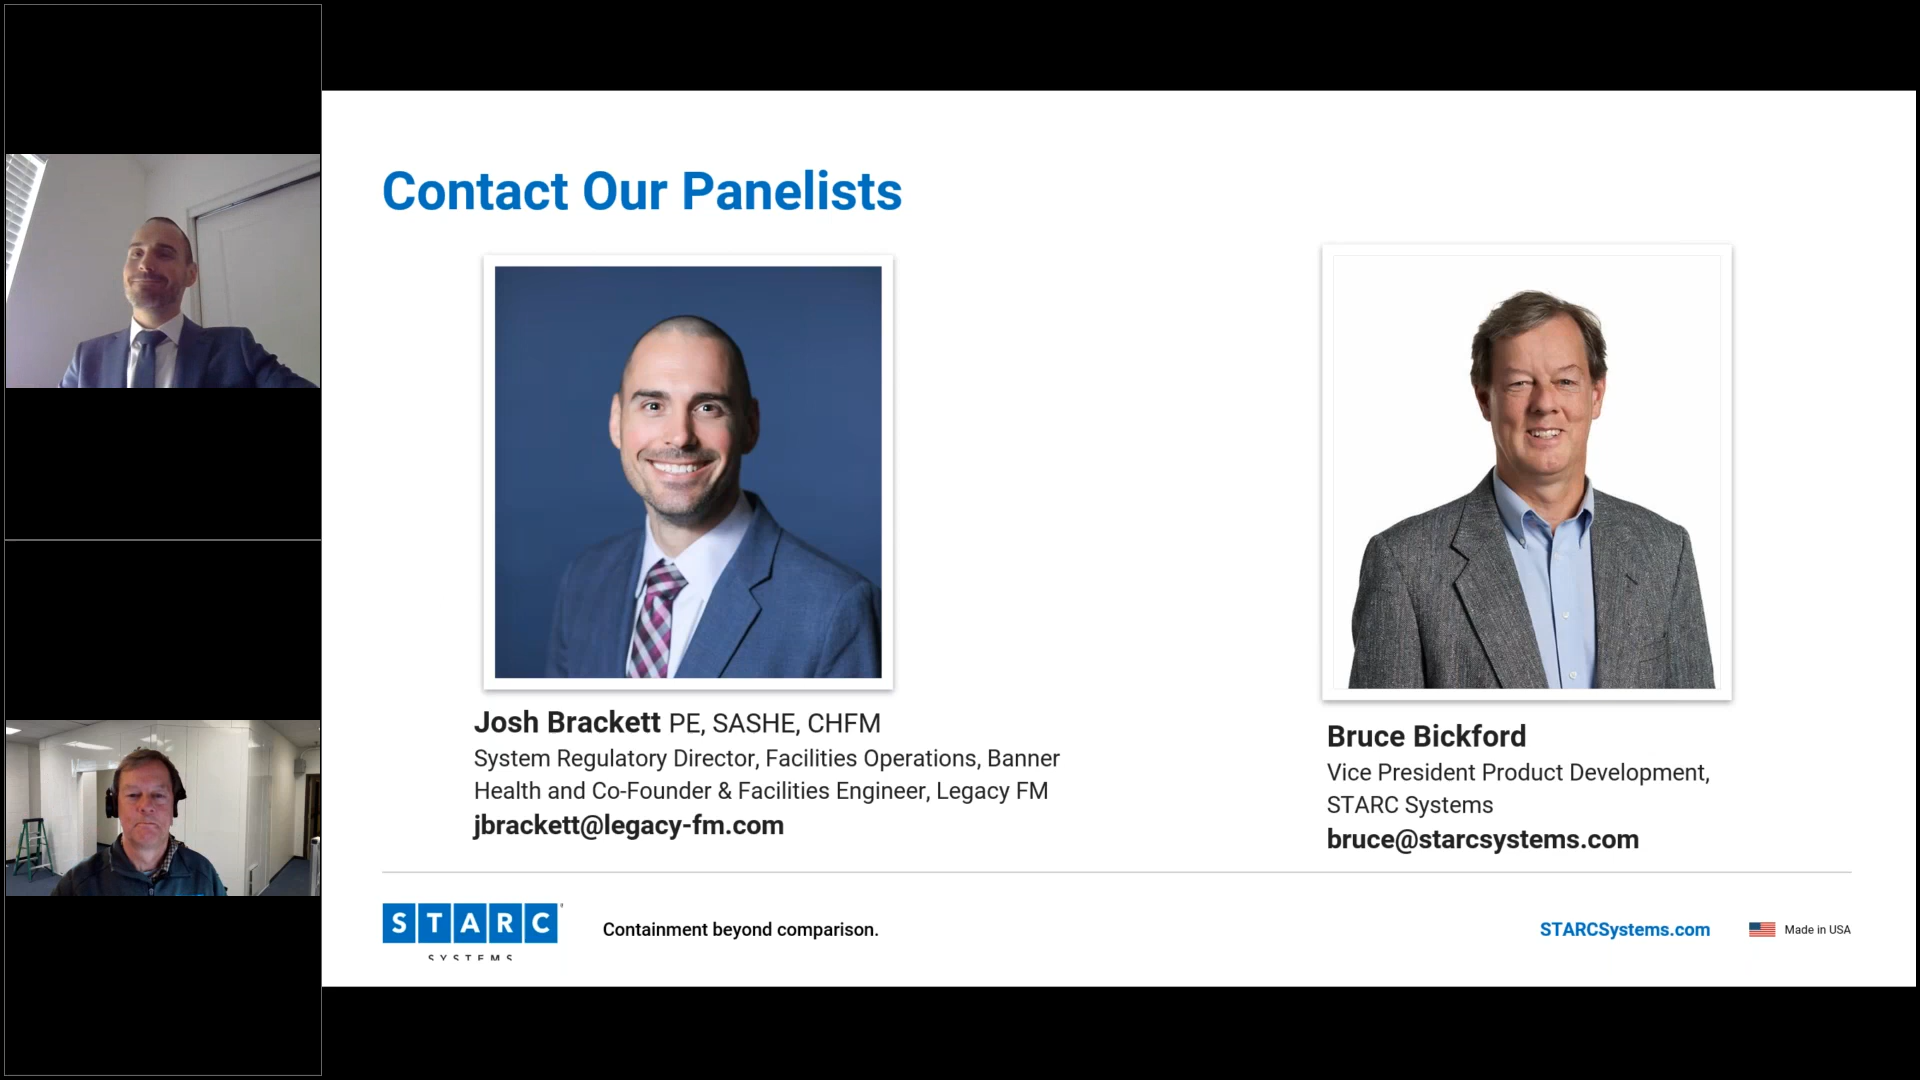 Contact Our Panelists
Josh Brackett PE, SASHE, CHFM
System Regulatory Director, Facilities Operations, Banner
Health and Co-Founder & Facilities Engineer, Legacy FM
jbrackett@legacy-fm.com
Bruce Bickford
Vice President Product Development,
STARC Systems
bruce@starcsystems.com
STARC
SYSTEMS
Containment beyond comparison.
STARCSystems.com
Made in USA